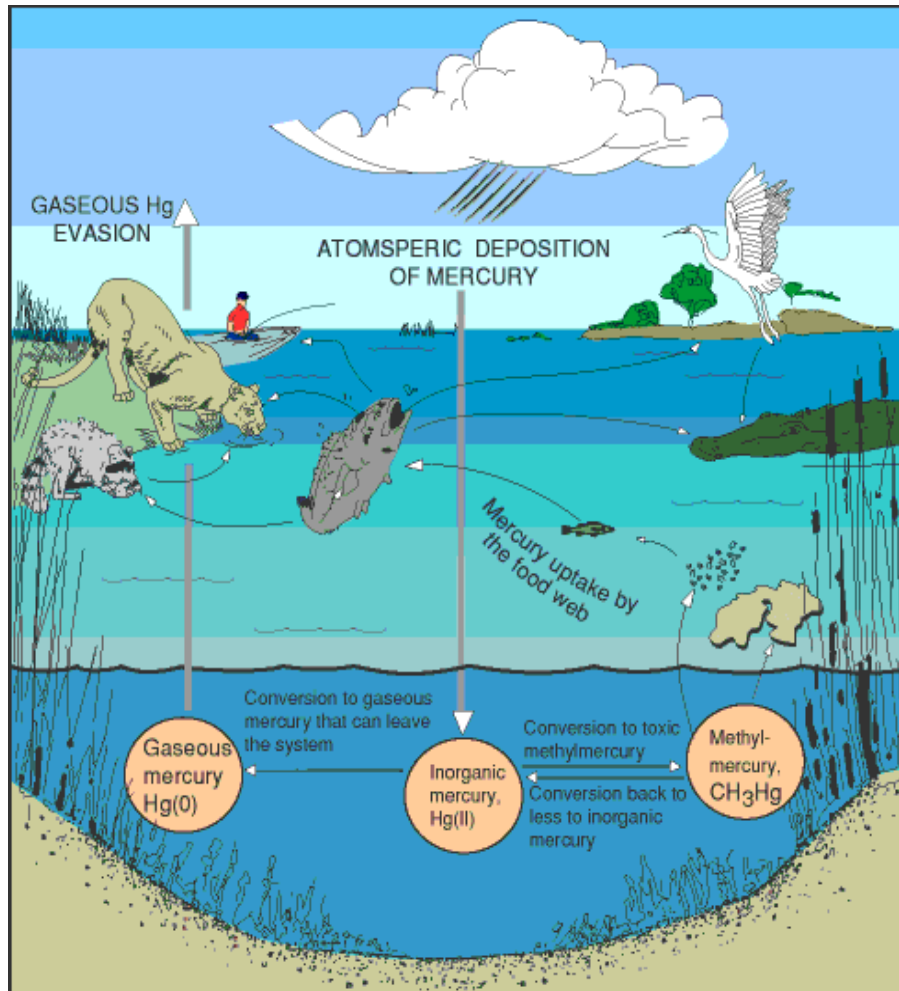 GASEOUS Hg
EVASION
ATOMSPERIC DEPOSITION
OF MERCURY
Mercury uptake by
the food web
Conversion to gaseous
mercury that can leave
the system
Gaseous
mercury
Hg(0)
Inorganic
mercury,
Hg(II)
Conversion to toxic
methylmercury
Conversion back to
less to inorganic
mercury
Methyl-
mercury,
CH3Hg